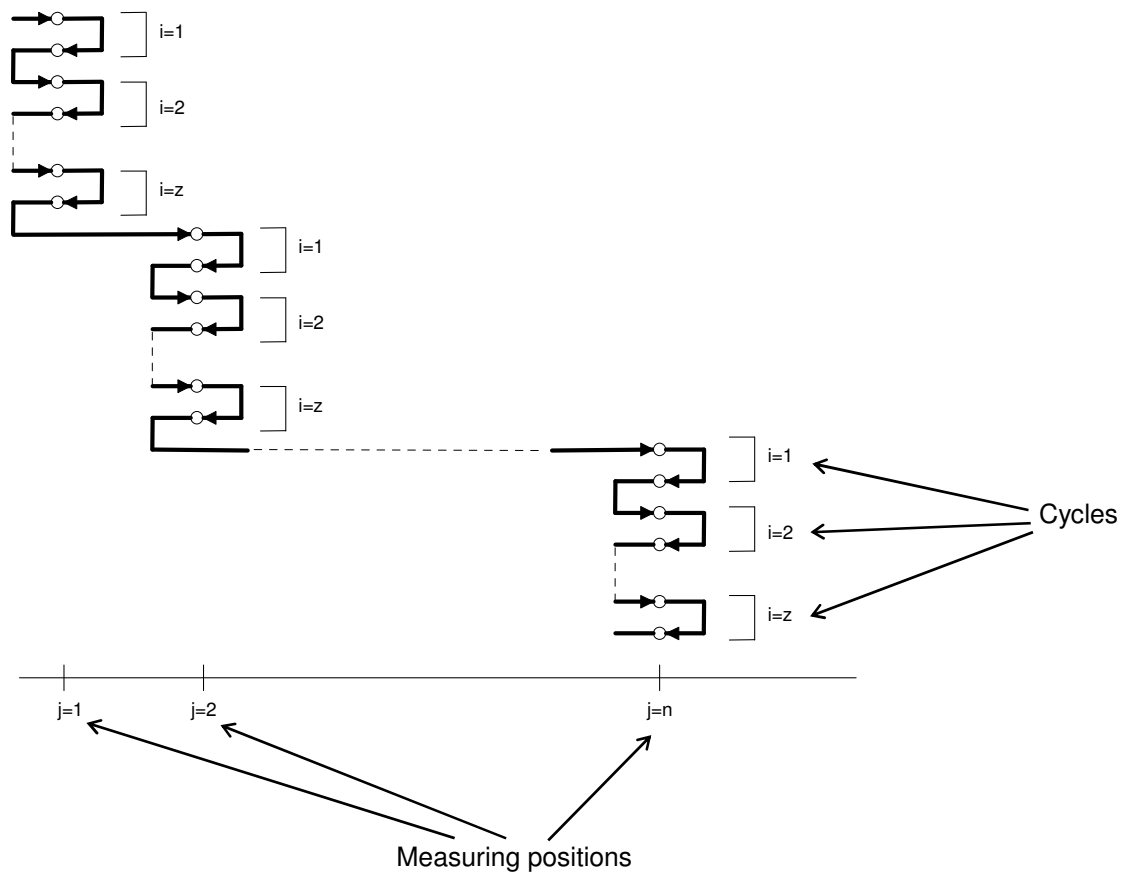 i=1
i=2
i=z
i=1
i=2
i=z
i=1
i=2
i=z
Cycles
j=1
j=2
j=n
Measuring positions